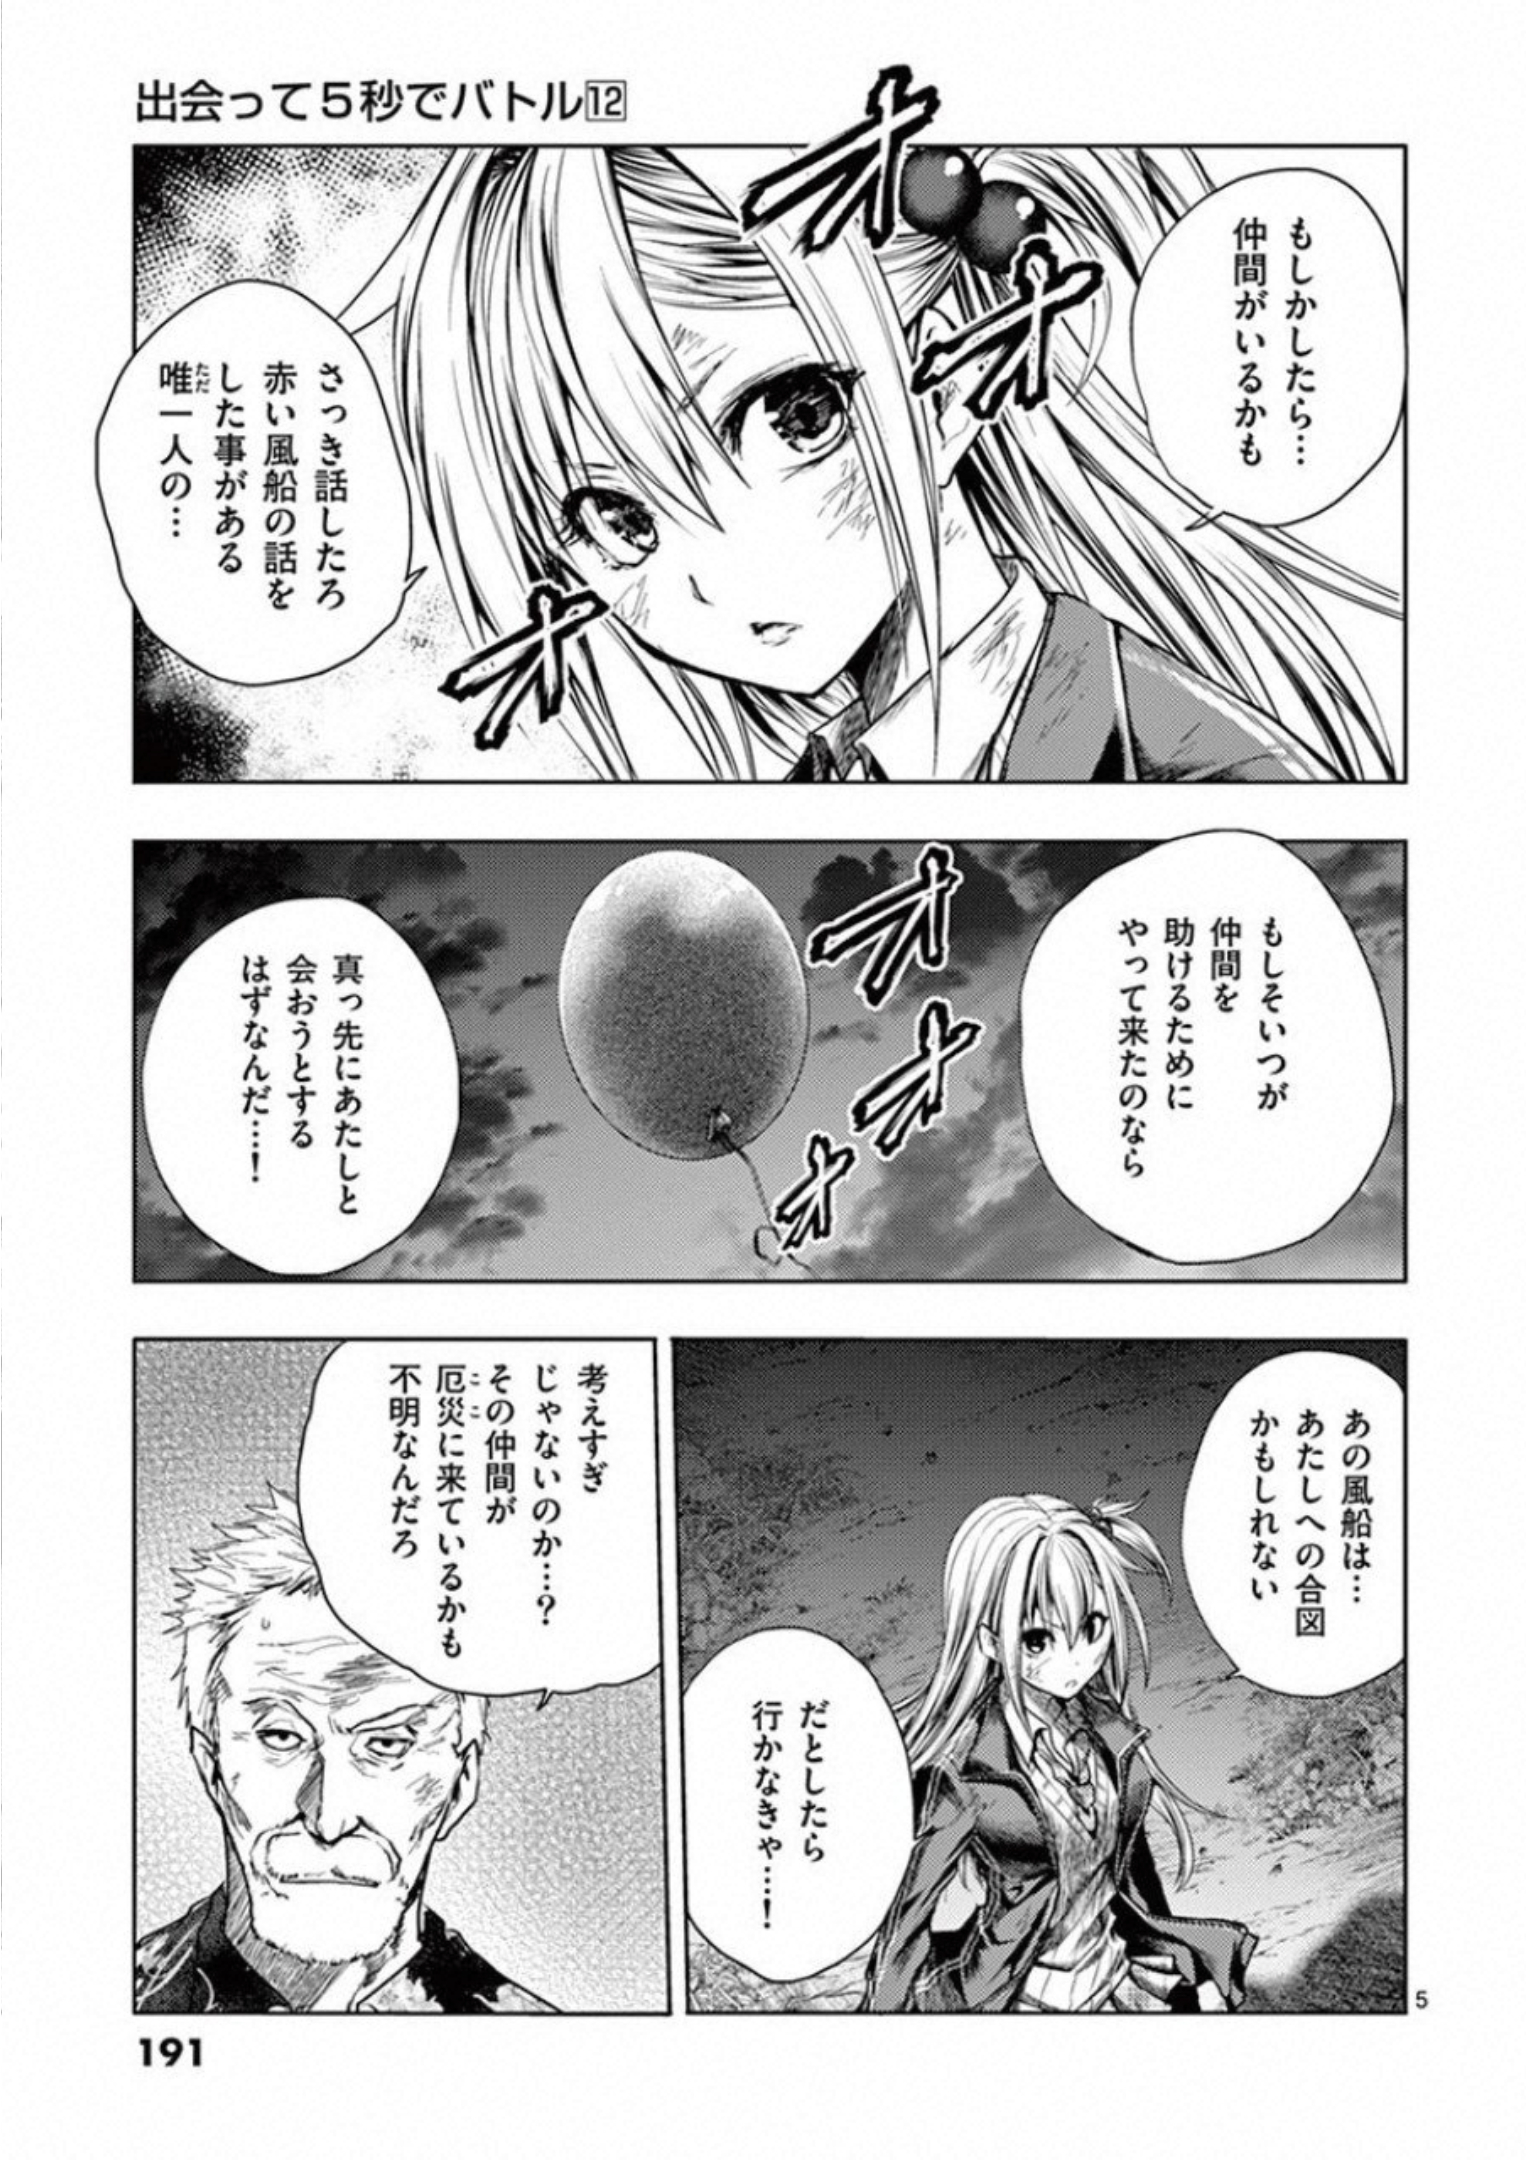 出会って5秒でバトル12
もしかしたら…
仲間がいるかも
オ
オ
オ
さっき話したろ
赤い風船の話を
した事がある
唯一人の…
ただ
もしそいつが
仲間を
助けるために
やって来たのなら
オ
オ
オ
真っ先にあたしと
会おうとする
はずなんだ…!
あの風船は…
あたしへの合図
かもしれない
だとしたら
行かなきゃ…!
考えすぎ
じゃないのか…?
その仲間が
厄災に来ているかも
ここ
不明なんだろ
5
191